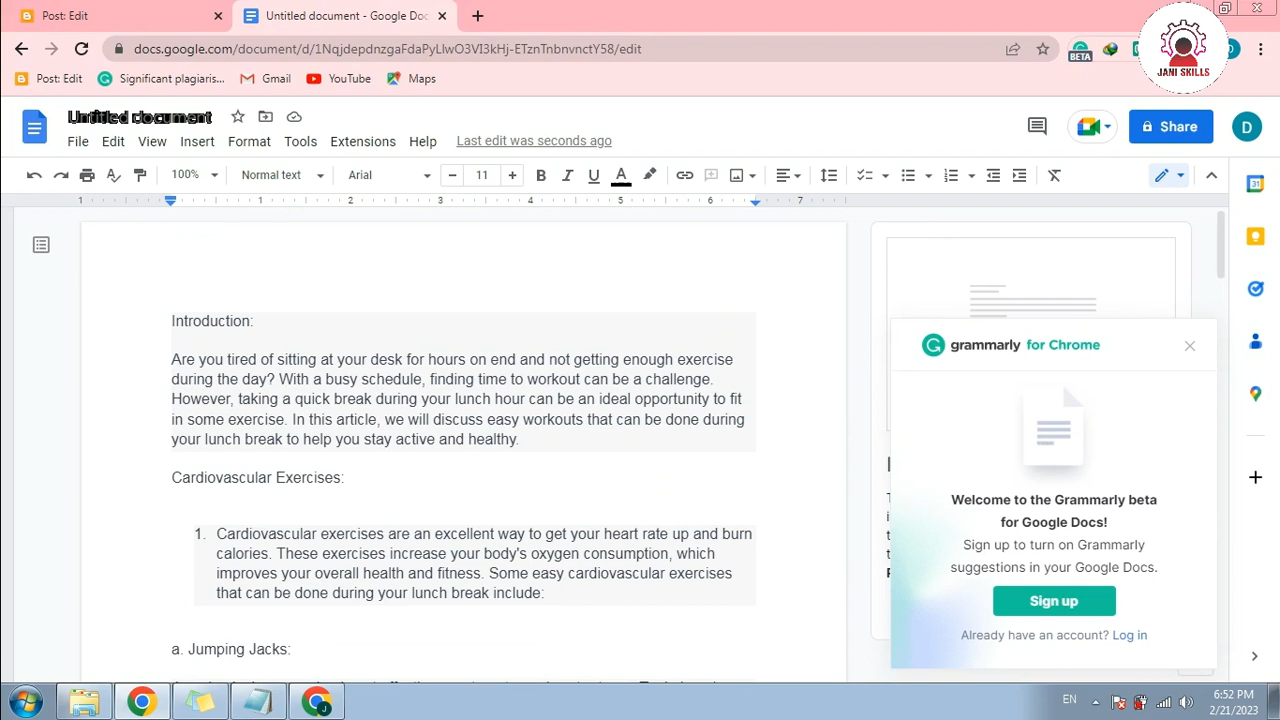 Post: Edit
Untitled document - Google Doc
docs.google.com/document/d/1NqjdepdnzgaFdaPyLlwO3VI3kHj-ETznTnbnvnctY58/edit
BETA
Post: Edit
Significant plagiaris...
Gmail
YouTube
Maps
JANI SKILLS
Untitled document
File Edit View Insert Format Tools Extensions Help
Last edit was seconds ago
Share
D
100%
Normal text
Arial
11
1 1 2 3 4 5 6 7
Introduction:
Are you tired of sitting at your desk for hours on end and not getting enough exercise
during the day? With a busy schedule, finding time to workout can be a challenge.
However, taking a quick break during your lunch hour can be an ideal opportunity to fit
in some exercise. In this article, we will discuss easy workouts that can be done during
your lunch break to help you stay active and healthy.
Cardiovascular Exercises:
1. Cardiovascular exercises are an excellent way to get your heart rate up and burn
calories. These exercises increase your body's oxygen consumption, which
improves your overall health and fitness. Some easy cardiovascular exercises
that can be done during your lunch break include:
a. Jumping Jacks:
grammarly for Chrome
Welcome to the Grammarly beta
for Google Docs!
Sign up to turn on Grammarly
suggestions in your Google Docs.
Sign up
Already have an account? Log in
EN
6:52 PM
2/21/2023